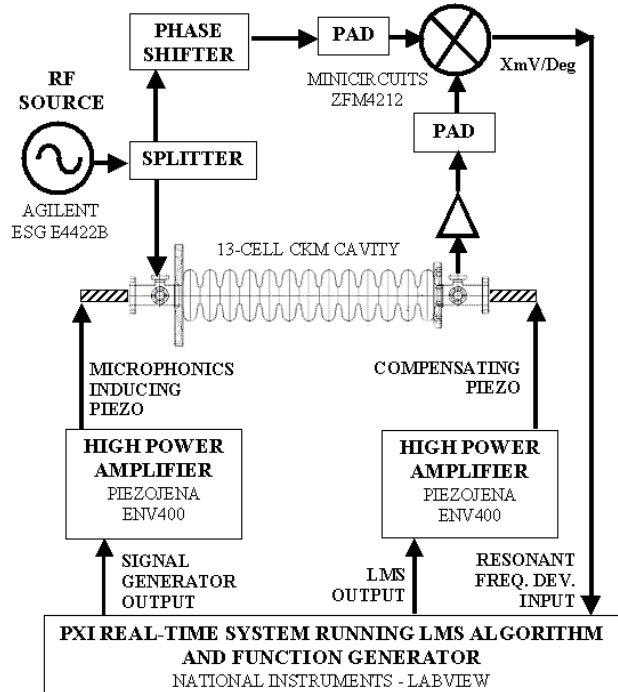 PHASE
SHIFTER
PAD
XmV/Deg
MINICIRCUITS
ZFM4212
RF
SOURCE
PAD
SPLITTER
AGILENT
ESG E4422B
13-CELL CKM CAVITY
MICROPHONICS
INDUCING
PIEZO
COMPENSATING
PIEZO
HIGH POWER
AMPLIFIER
PIEZOJENA
ENV400
HIGH POWER
AMPLIFIER
PIEZOJENA
ENV400
SIGNAL
GENERATOR
OUTPUT
LMS
OUTPUT
RESONANT
FREQ. DEV.
INPUT
PXI REAL-TIME SYSTEM RUNNING LMS ALGORITHM
AND FUNCTION GENERATOR
NATIONAL INSTRUMENTS - LABVIEW